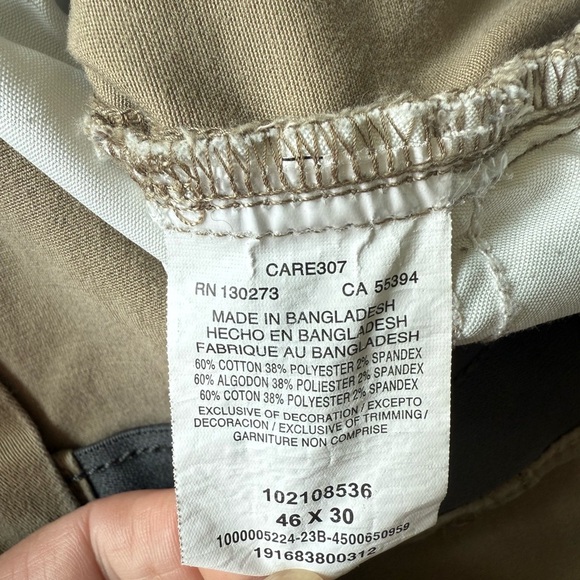 CARE307
RN 130273 CA 55394
MADE IN BANGLADESH
HECHO EN BANGLADESH
FABRIQUE AU BANGLADESH
60% COTTON 38% POLYESTER 2% SPANDEX
60% ALGODON 38% POLIESTER 2% SPANDEX
60% COTON 38% POLYESTER 2% SPANDEX
EXCLUSIVE OF DECORATION / EXCEPTO
DECORACION / EXCLUSIVE OF TRIMMING /
GARNITURE NON COMPRISE
102108536
46 X 30
1000005224-23B-4500650959
191683800312